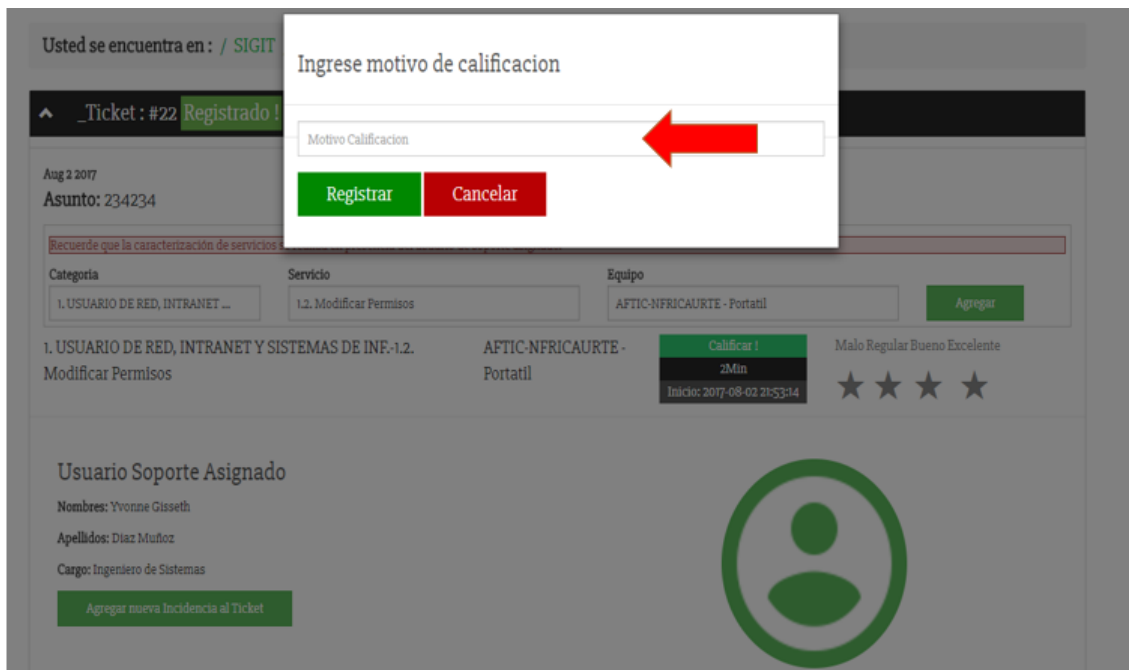 Usted se encuentra en : / SIGIT
Ingrese motivo de calificacion
_Ticket : #22 Registrado !
Motivo Calificacion
Registrar Cancelar
Aug 2 2017
Asunto: 234234
Recuerde que la caracterización de servicios
Categoria Servicio Equipo
1. USUARIO DE RED, INTRANET ... 1.2. Modificar Permisos AFTIC-NFRICAURTE - Portatil Agregar
1. USUARIO DE RED, INTRANET Y SISTEMAS DE INF.-1.2.
Modificar Permisos
AFTIC-NFRICAURTE -
Portatil
Calificar !
2Min
Inicio: 2017-08-02 21:53:14
Malo Regular Bueno Excelente
Usuario Soporte Asignado
Nombres: Yvonne Gisseth
Apellidos: Diaz Muñoz
Cargo: Ingeniero de Sistemas
Agregar nueva Incidencia al Ticket